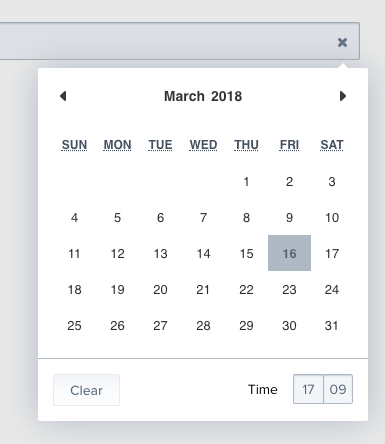 March 2018
SUN MON TUE WED THU FRI SAT
1 2 3
4 5 6 7 8 9 10
11 12 13 14 15 16 17
18 19 20 21 22 23 24
25 26 27 28 29 30 31
Clear Time 17 09